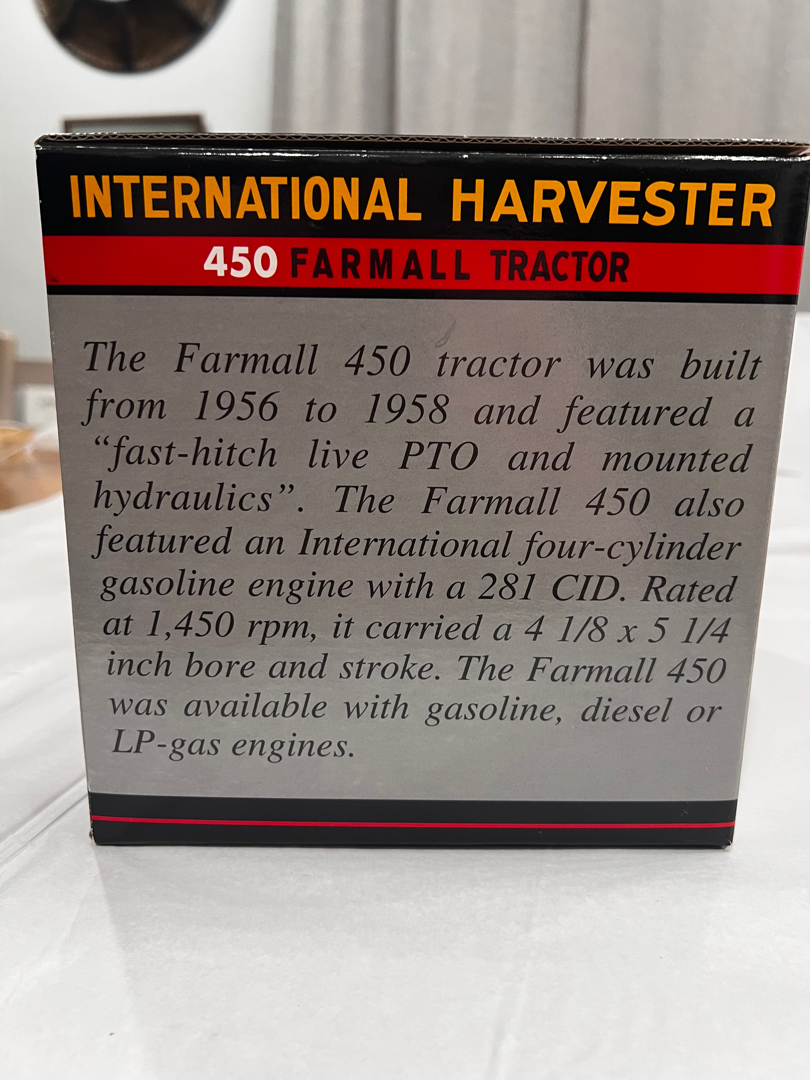 INTERNATIONAL HARVESTER
450 FARMALL TRACTOR
The Farmall 450 tractor was built
from 1956 to 1958 and featured a
“fast-hitch live PTO and mounted
hydraulics”. The Farmall 450 also
featured an International four-cylinder
gasoline engine with a 281 CID. Rated
at 1,450 rpm, it carried a 4 1/8 x 5 1/4
inch bore and stroke. The Farmall 450
was available with gasoline, diesel or
LP-gas engines.